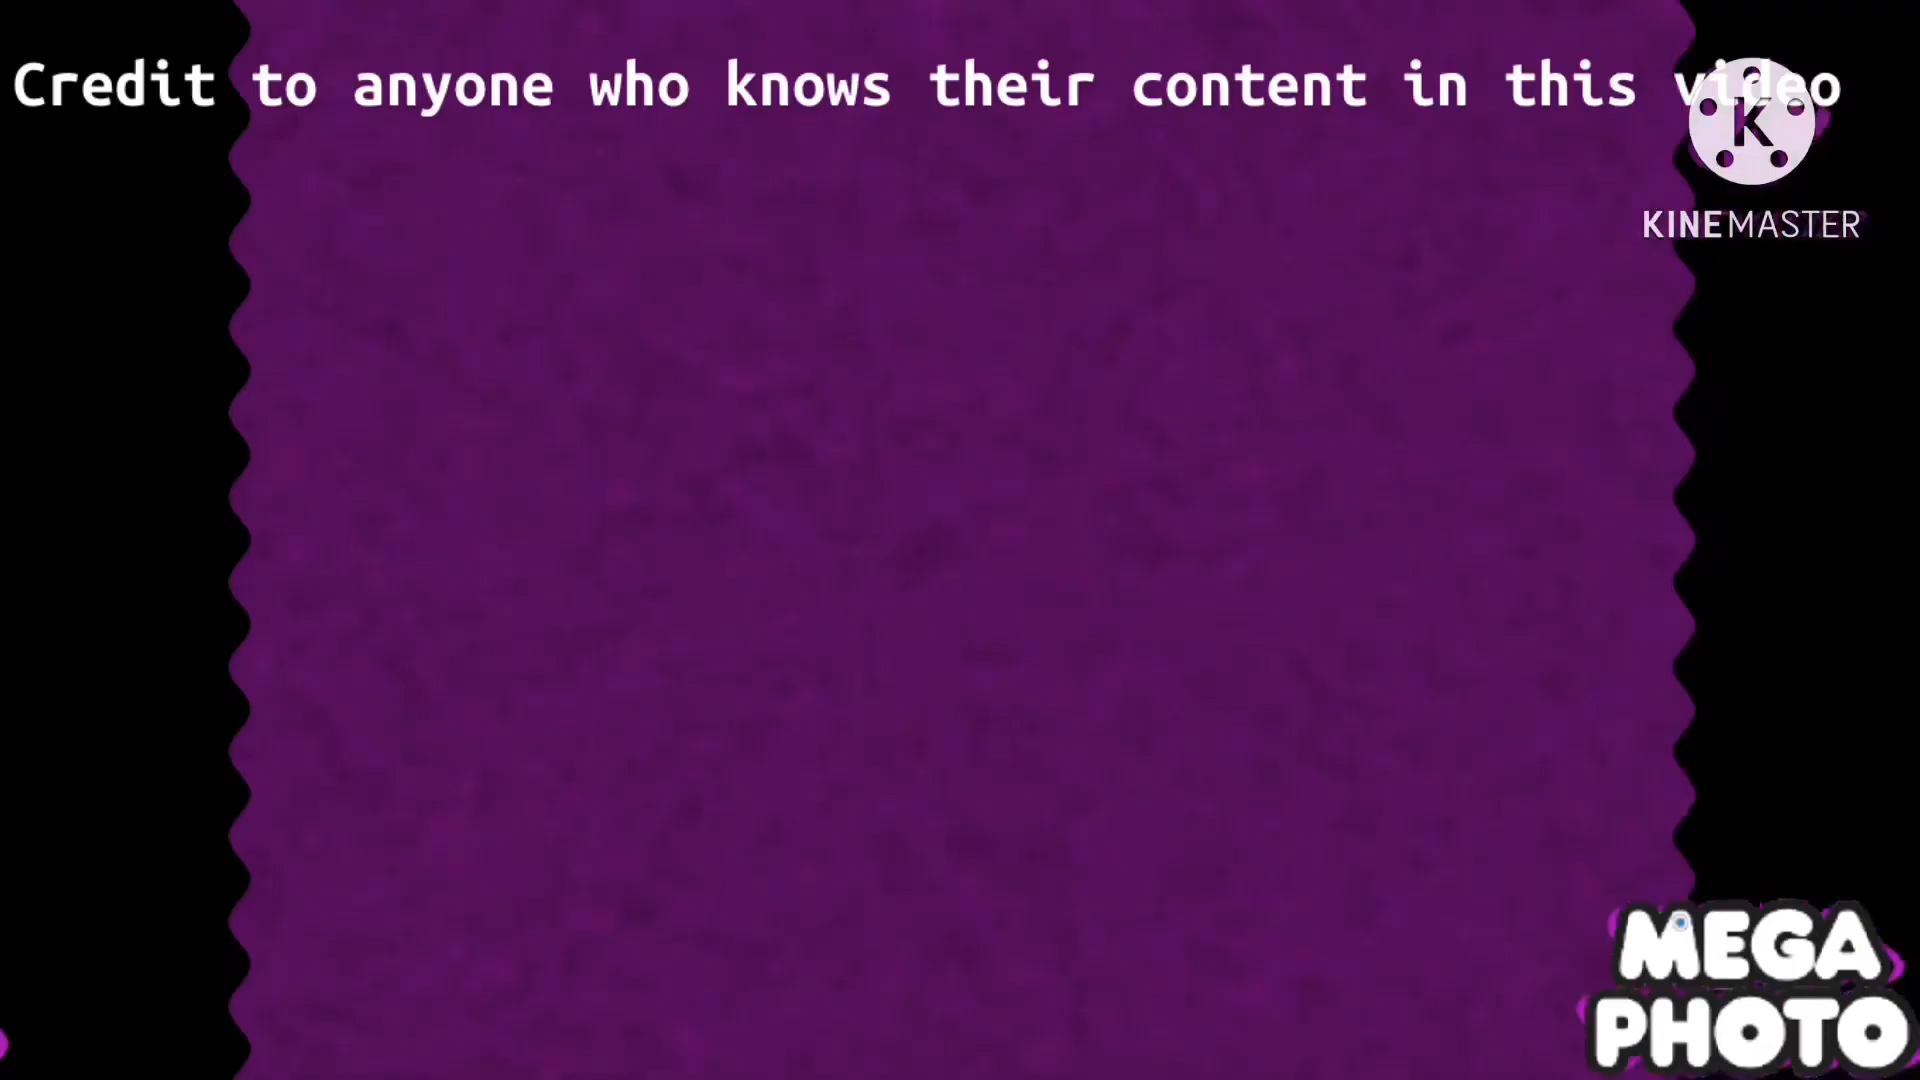 Credit to anyone who knows their content in this video
K
KINEMASTER
MEGA
PHOTO